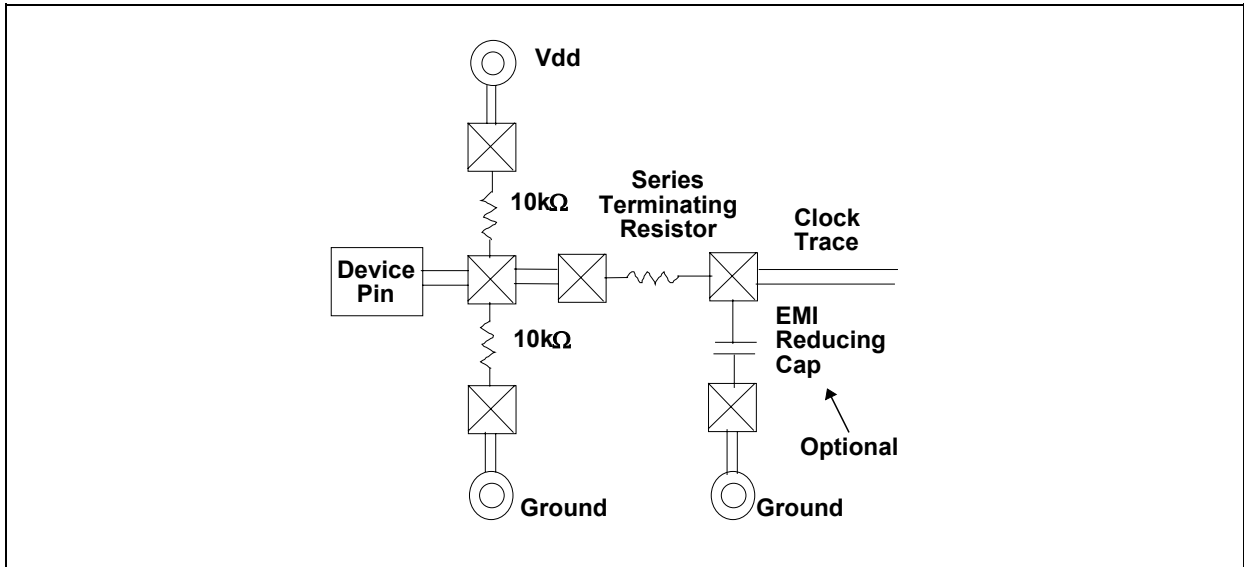 Vdd
10kΩ
Series
Terminating
Resistor
Clock
Trace
Device
Pin
10kΩ
EMI
Reducing
Cap
Optional
Ground
Ground